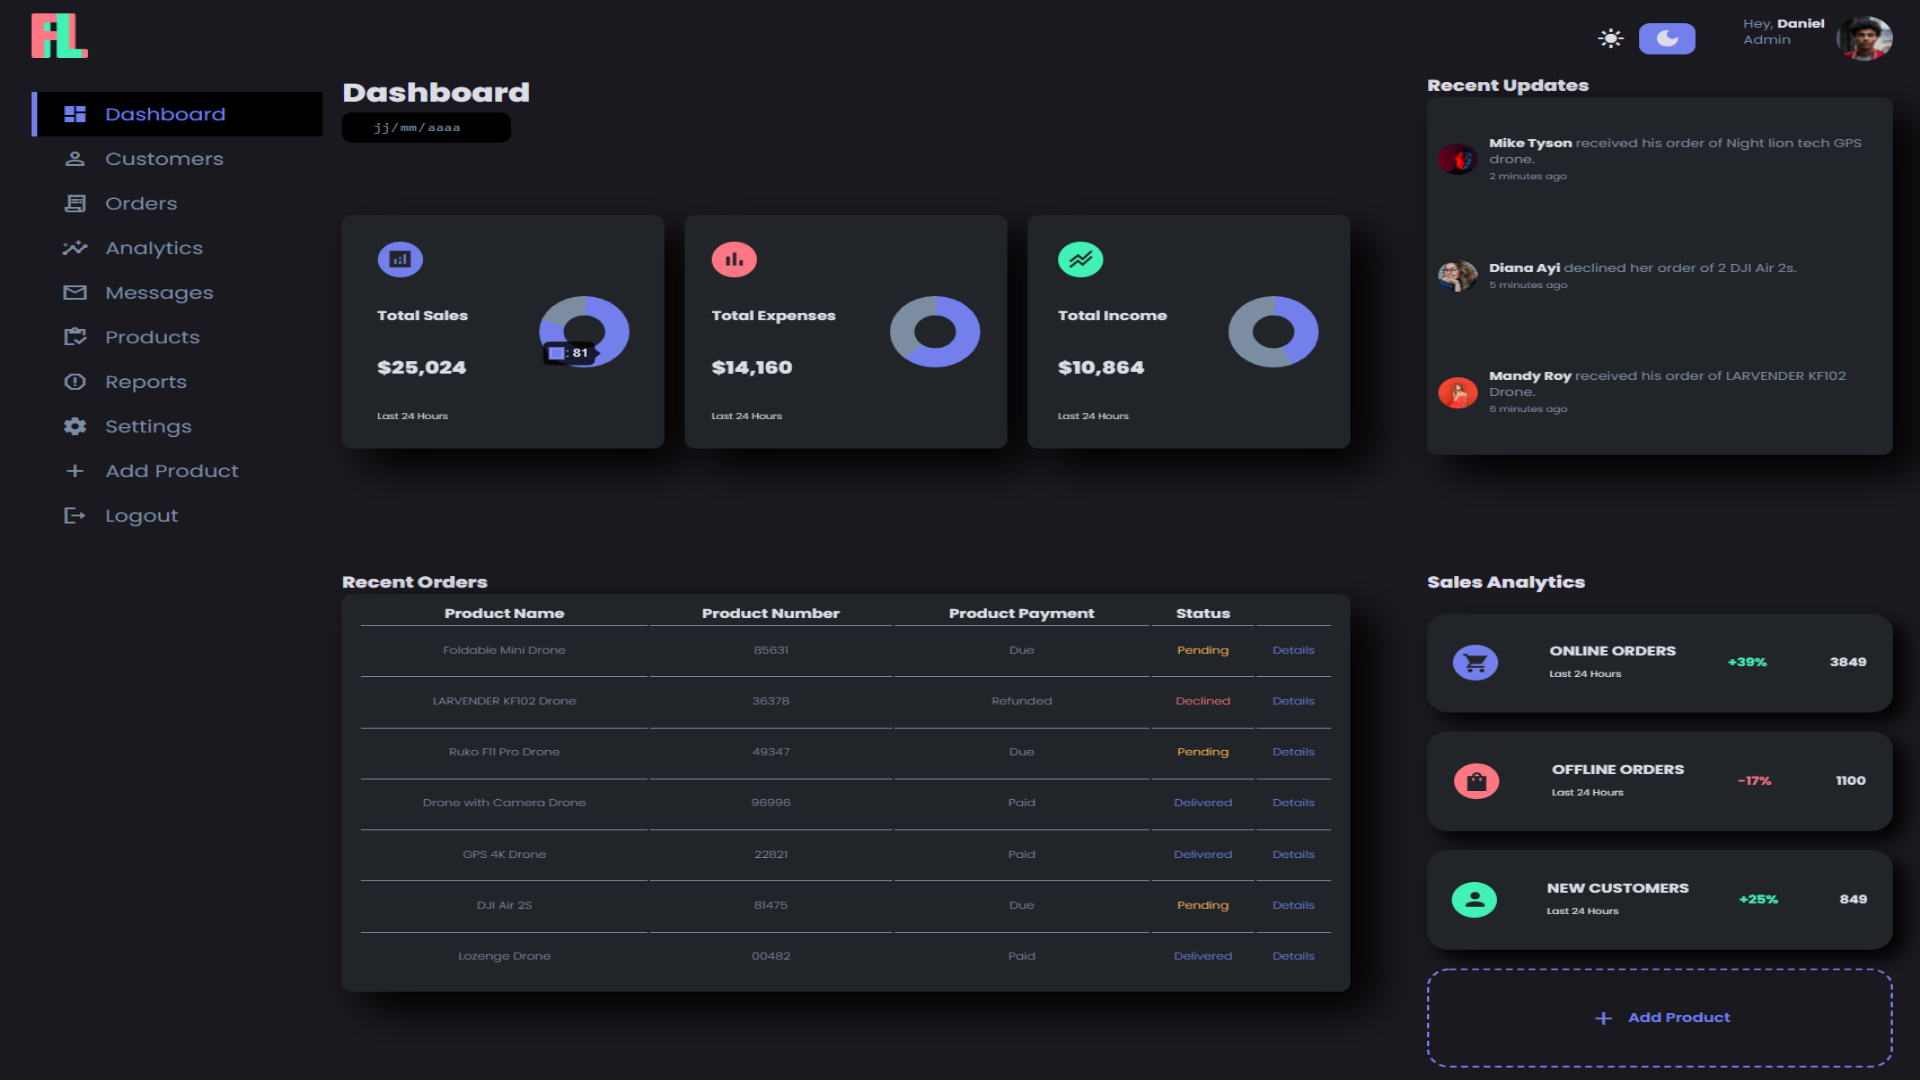 FiL
Hey, Daniel
Admin
Dashboard
Customers
Orders
Analytics
Messages
Products
Reports
Settings
Add Product
Logout
Dashboard
jj/mm/aaaa
Total Sales
: 81
$25,024
Last 24 Hours
Total Expenses
$14,160
Last 24 Hours
Total Income
$10,864
Last 24 Hours
Recent Updates
Mike Tyson received his order of Night lion tech GPS
drone.
2 minutes ago
Diana Ayi declined her order of 2 DJI Air 2s.
5 minutes ago
Mandy Roy received his order of LARVENDER KF102
Drone.
6 minutes ago
Recent Orders
Product Name Product Number Product Payment Status
Foldable Mini Drone 85631 Due Pending Details
LARVENDER KF102 Drone 36378 Refunded Declined Details
Ruko F11 Pro Drone 49347 Due Pending Details
Drone with Camera Drone 96996 Paid Delivered Details
GPS 4K Drone 22821 Paid Delivered Details
DJI Air 2S 81475 Due Pending Details
Lozenge Drone 00482 Paid Delivered Details
Sales Analytics
ONLINE ORDERS
Last 24 Hours
+39%
3849
OFFLINE ORDERS
Last 24 Hours
-17%
1100
NEW CUSTOMERS
Last 24 Hours
+25%
849
Add Product